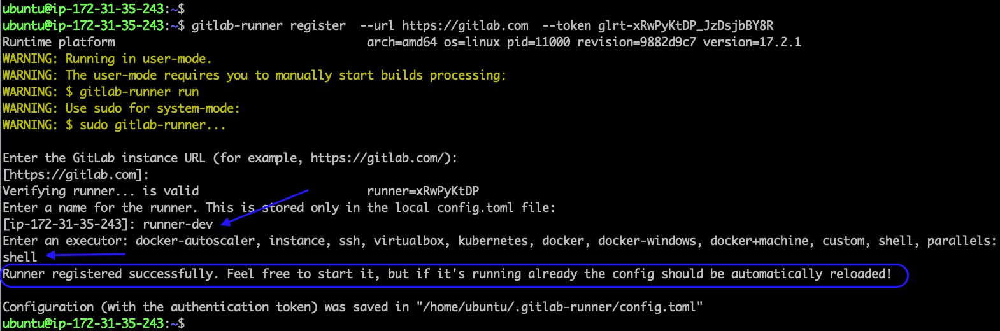 ubuntu@ip-172-31-35-243:~$
ubuntu@ip-172-31-35-243:~$ gitlab-runner register  --url https://gitlab.com  --token glrt-xRwPyKtDP_JzDsjbBY8R
Runtime platform                                    arch=amd64 os=linux pid=11000 revision=9882d9c7 version=17.2.1
WARNING: Running in user-mode.
WARNING: The user-mode requires you to manually start builds processing:
WARNING: $ gitlab-runner run
WARNING: Use sudo for system-mode:
WARNING: $ sudo gitlab-runner...
Enter the GitLab instance URL (for example, https://gitlab.com/):
[https://gitlab.com]:
Verifying runner... is valid                        runner=xRwPyKtDP
Enter a name for the runner. This is stored only in the local config.toml file:
[ip-172-31-35-243]: runner-dev
Enter an executor: docker-autoscaler, instance, ssh, virtualbox, kubernetes, docker, docker-windows, docker+machine, custom, shell, parallels:
shell
Runner registered successfully. Feel free to start it, but if it's running already the config should be automatically reloaded!
Configuration (with the authentication token) was saved in "/home/ubuntu/.gitlab-runner/config.toml"
ubuntu@ip-172-31-35-243:~$